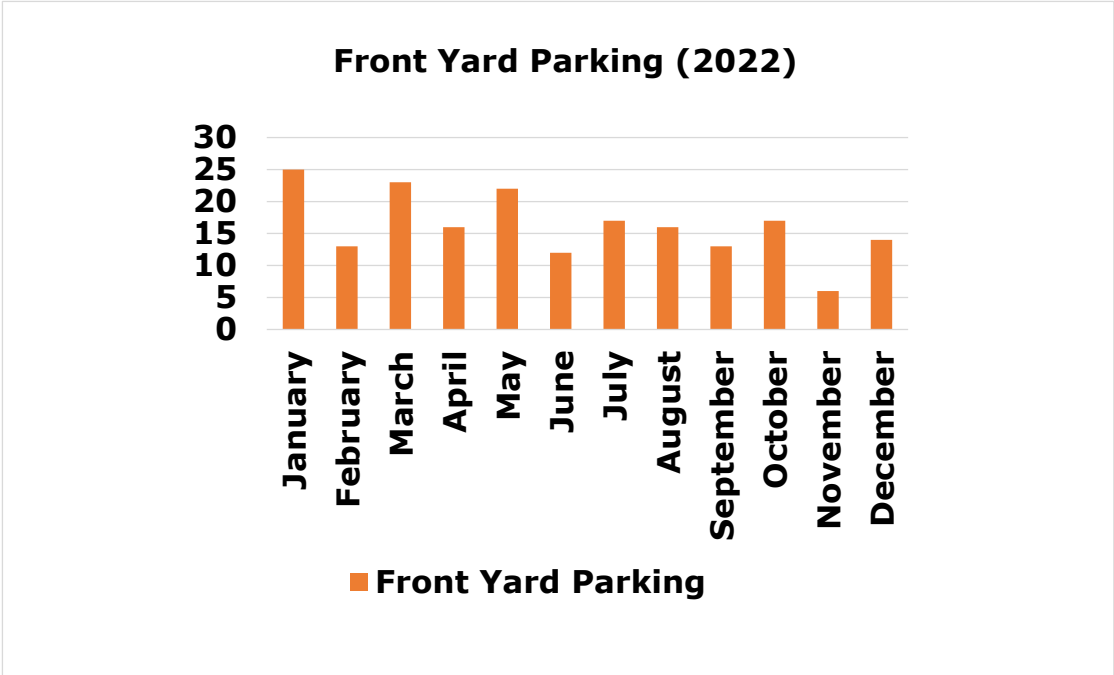 Front Yard Parking (2022)
30
25
20
15
10
5
0
January
February
March
April
May
June
July
August
September
October
November
December
Front Yard Parking